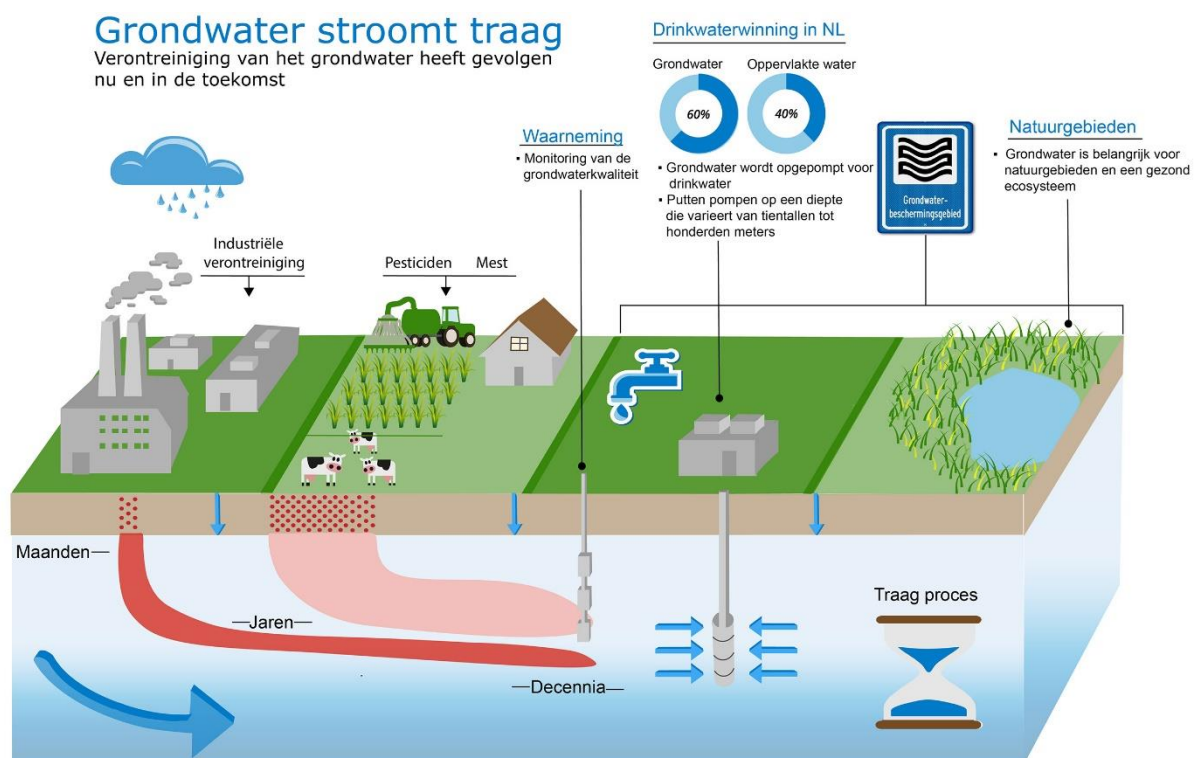 Grondwater stroomt traag
Verontreiniging van het grondwater heeft gevolgen
nu en in de toekomst
Drinkwaterwinning in NL
Grondwater
Oppervlakte water
60%
40%
▪ Grondwater wordt opgepompt voor
drinkwater
▪ Putten pompen op een diepte
die varieert van tientallen tot
honderden meters
Waarneming
▪ Monitoring van de
grondwaterkwaliteit
Grondwater-
beschermingsgebied
Natuurgebieden
▪ Grondwater is belangrijk voor
natuurgebieden en een gezond
ecosysteem
Industriële
verontreiniging
Pesticiden
Mest
Maanden
Jaren
Decennia
Traag proces